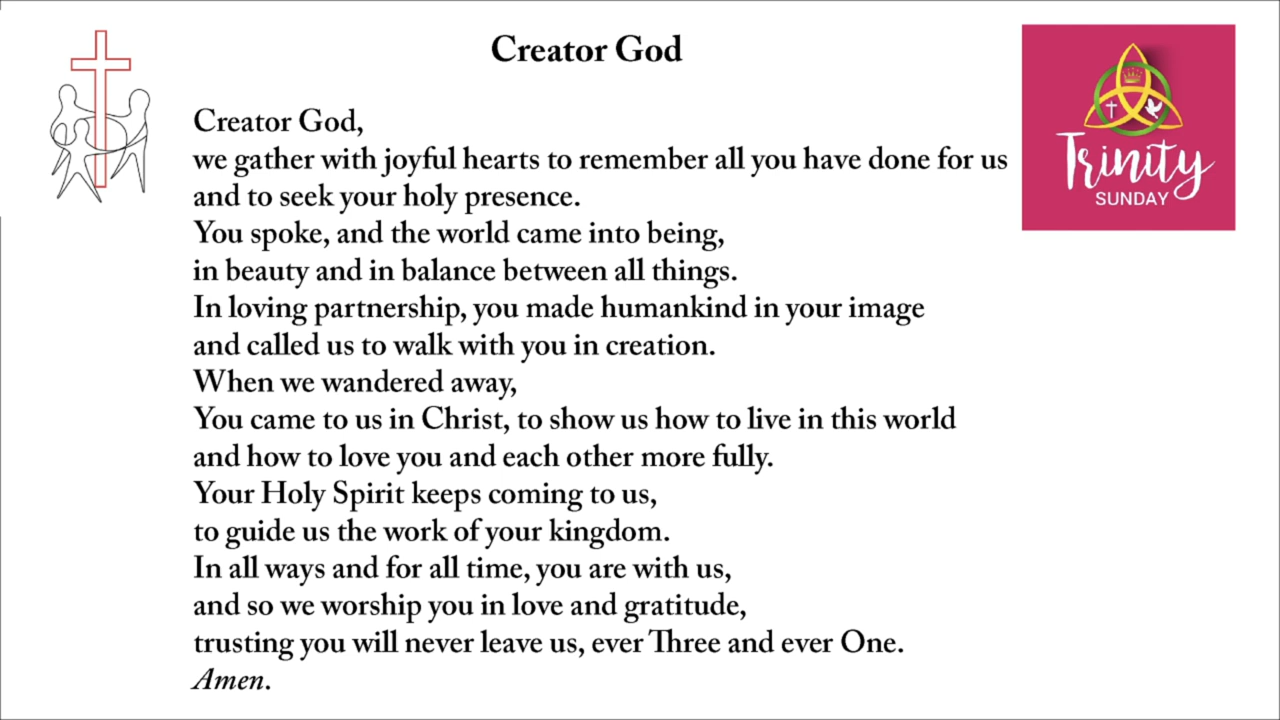 Creator God
Trinity
SUNDAY
Creator God,
we gather with joyful hearts to remember all you have done for us
and to seek your holy presence.
You spoke, and the world came into being,
in beauty and in balance between all things.
In loving partnership, you made humankind in your image
and called us to walk with you in creation.
When we wandered away,
You came to us in Christ, to show us how to live in this world
and how to love you and each other more fully.
Your Holy Spirit keeps coming to us,
to guide us the work of your kingdom.
In all ways and for all time, you are with us,
and so we worship you in love and gratitude,
trusting you will never leave us, ever Three and ever One.
Amen.